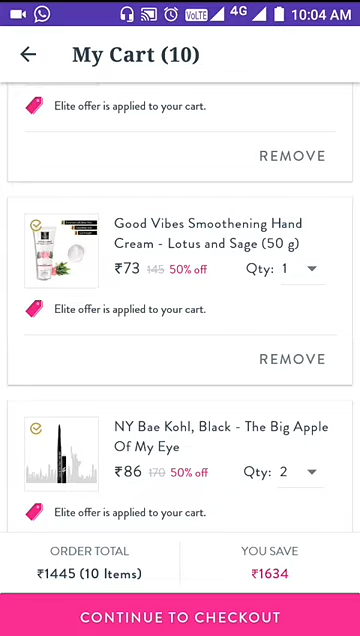 VoLTE 4G 10:04 AM
My Cart (10)
Elite offer is applied to your cart.
REMOVE
Good Vibes Smoothening Hand
Cream - Lotus and Sage (50 g)
₹73 145 50% off Qty: 1
Elite offer is applied to your cart.
REMOVE
NY Bae Kohl, Black - The Big Apple
Of My Eye
₹86 170 50% off Qty: 2
Elite offer is applied to your cart.
ORDER TOTAL YOU SAVE
₹1445 (10 Items) ₹1634
CONTINUE TO CHECKOUT